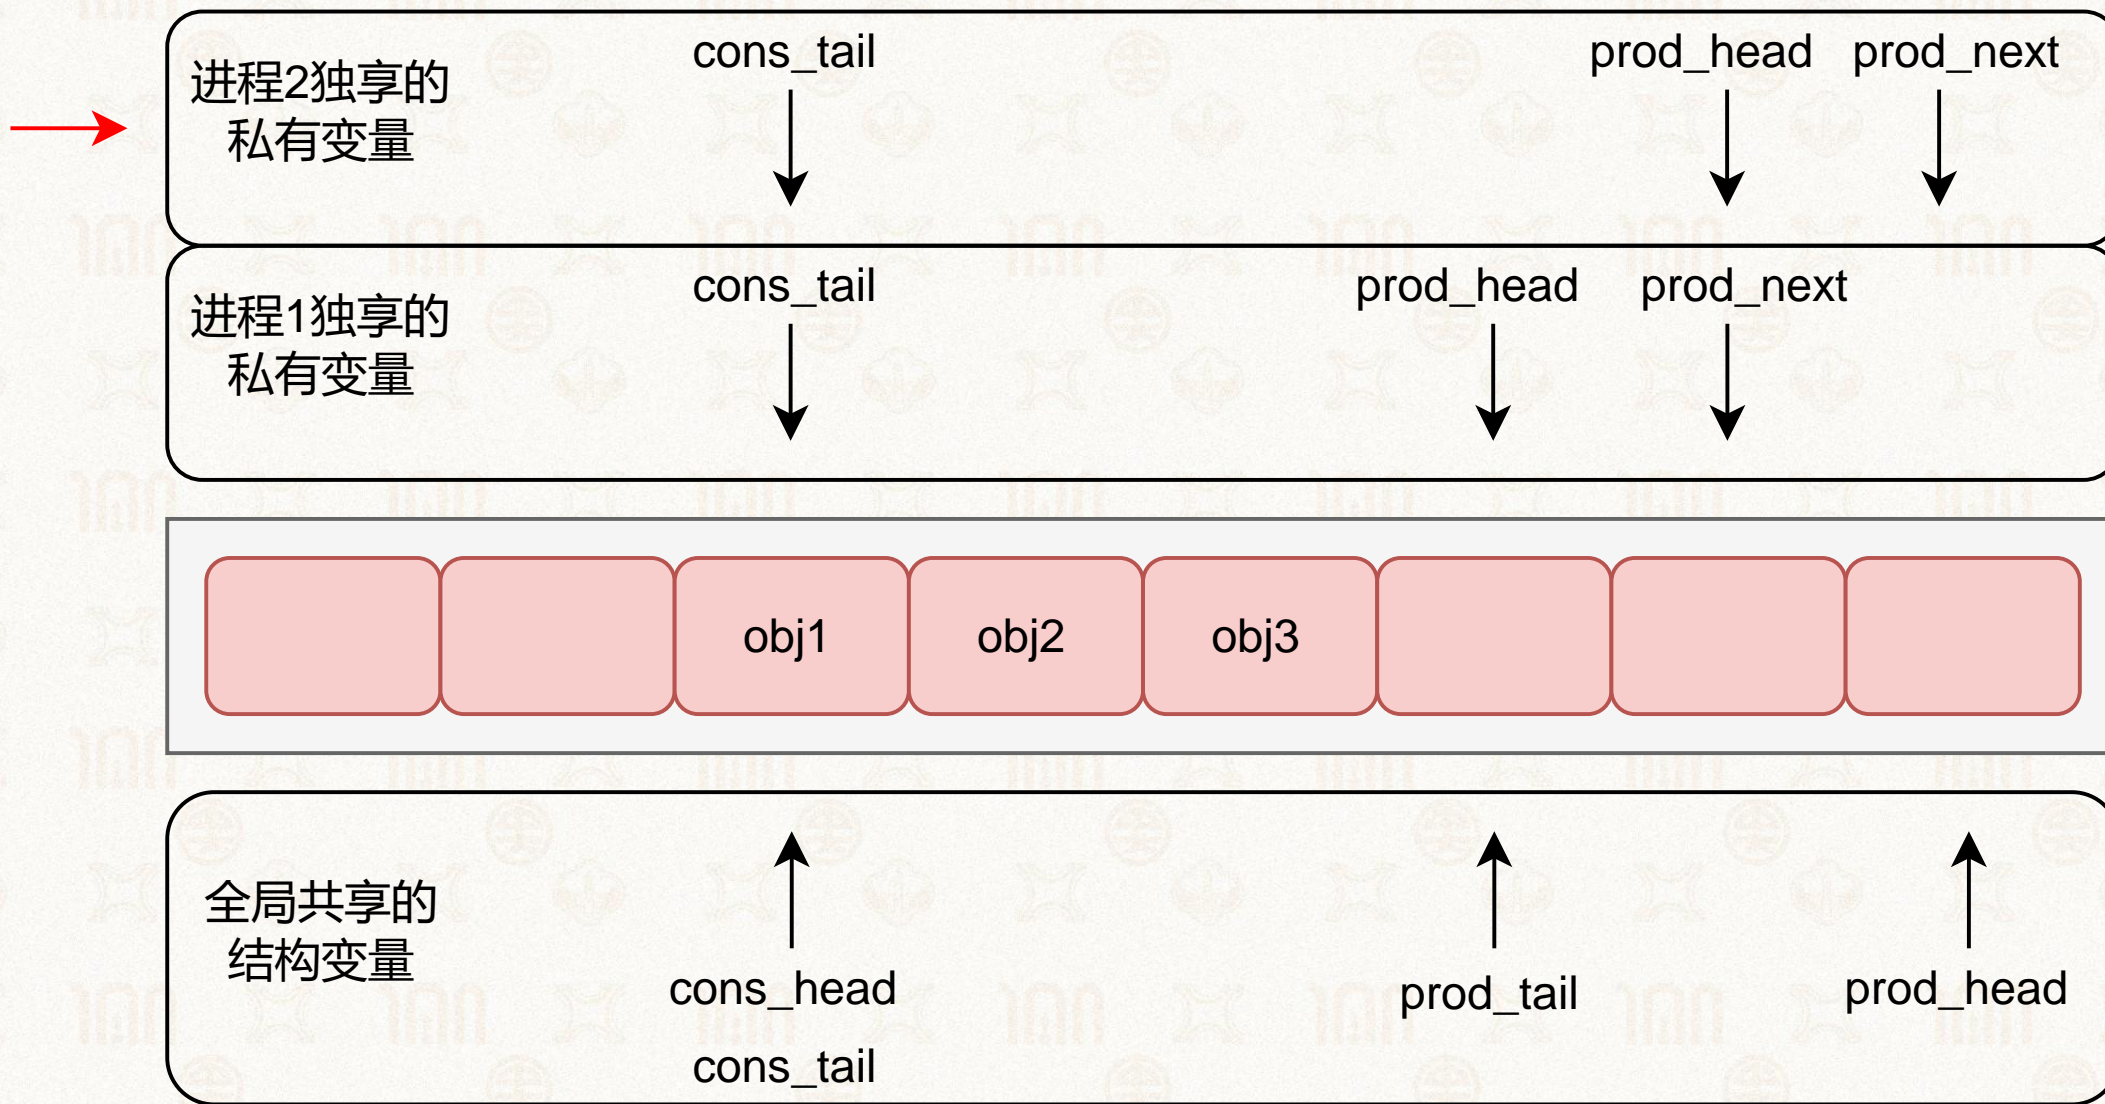 cons_tail
prod_head
prod_next
进程2独享的
私有变量
cons_tail
prod_head
prod_next
进程1独享的
私有变量
obj1
obj2
obj3
全局共享的
结构变量
cons_head
prod_tail
prod_head
cons_tail